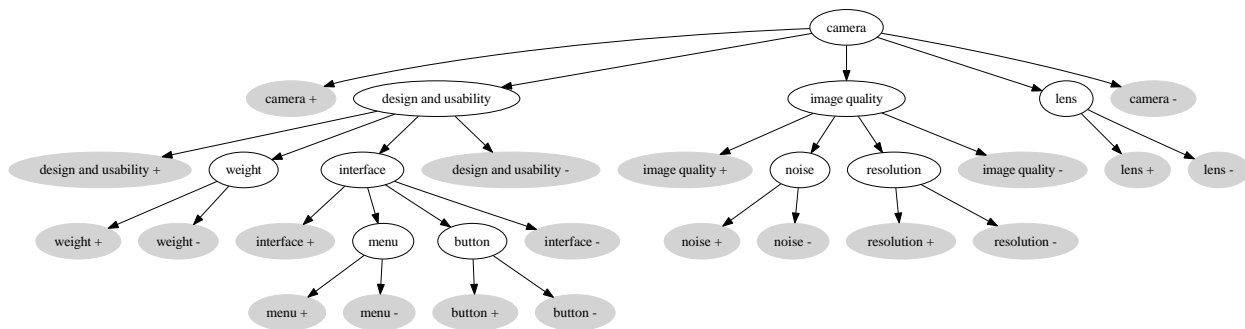 camera
camera +
design and usability
image quality
lens
camera -
design and usability +
weight
interface
design and usability -
image quality +
noise
resolution
image quality -
lens +
lens -
weight +
weight -
interface +
menu
button
interface -
noise +
noise -
resolution +
resolution -
menu +
menu -
button +
button -